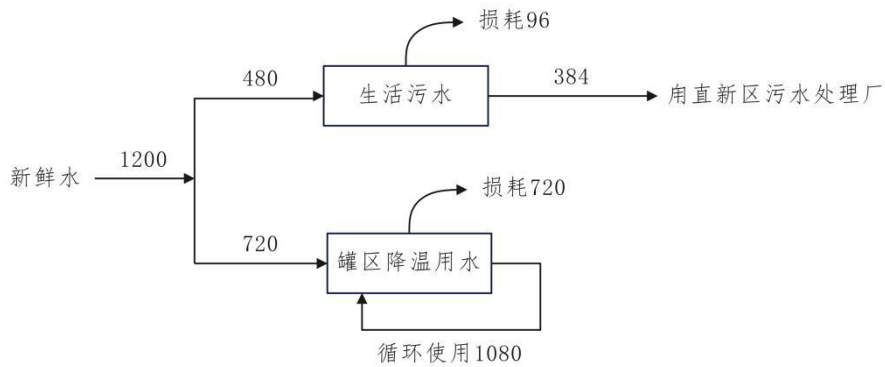 损耗96
480
生活污水
384
甪直新区污水处理厂
新鲜水
1200
损耗720
720
罐区降温用水
循环使用1080